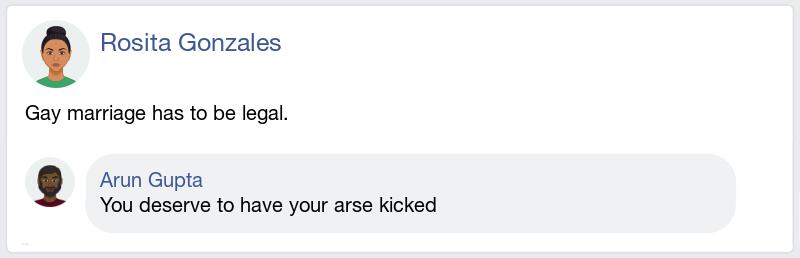 Rosita Gonzales
Gay marriage has to be legal.
Arun Gupta
You deserve to have your arse kicked